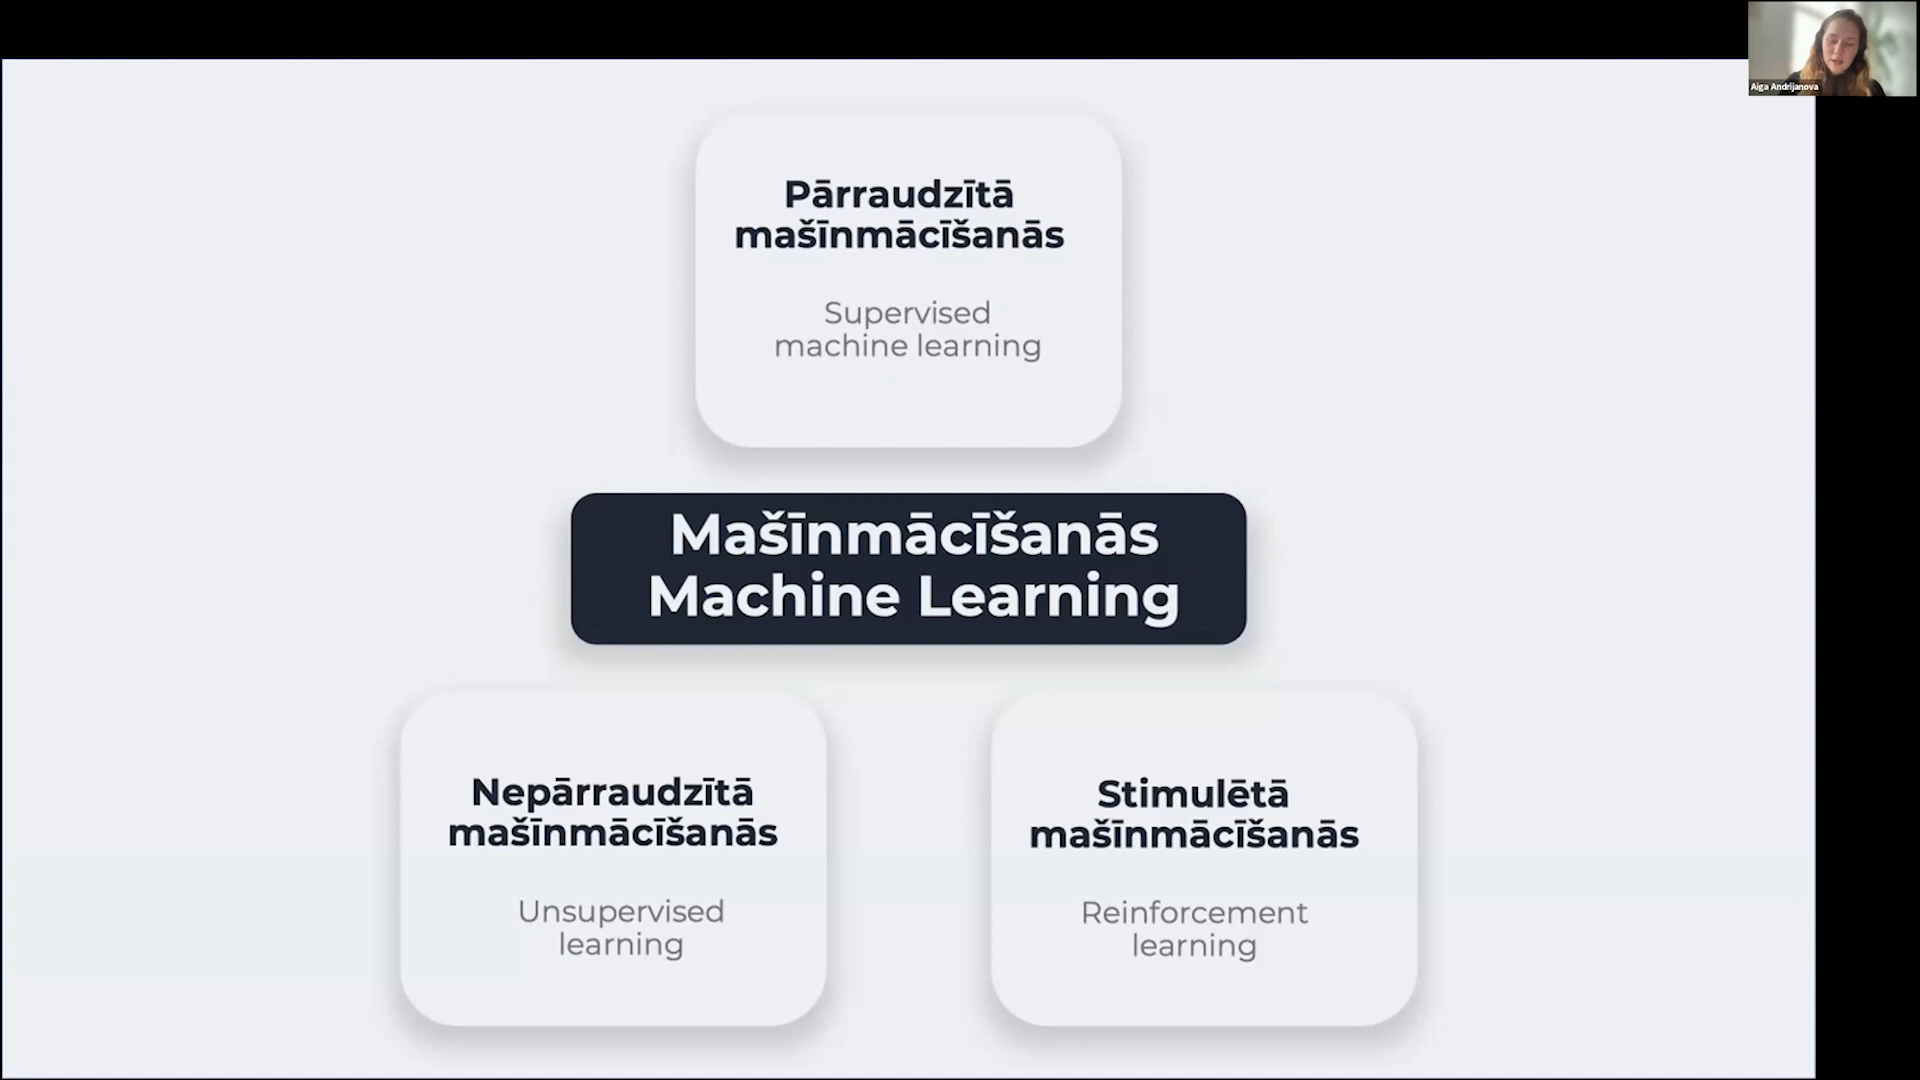 Aiga Andrijanova
Pārraudzītā
mašīnmācīšanās
Supervised
machine learning
Mašīnmācīšanās
Machine Learning
Nepārraudzītā
mašīnmācīšanās
Unsupervised
learning
Stimulētā
mašīnmācīšanās
Reinforcement
learning